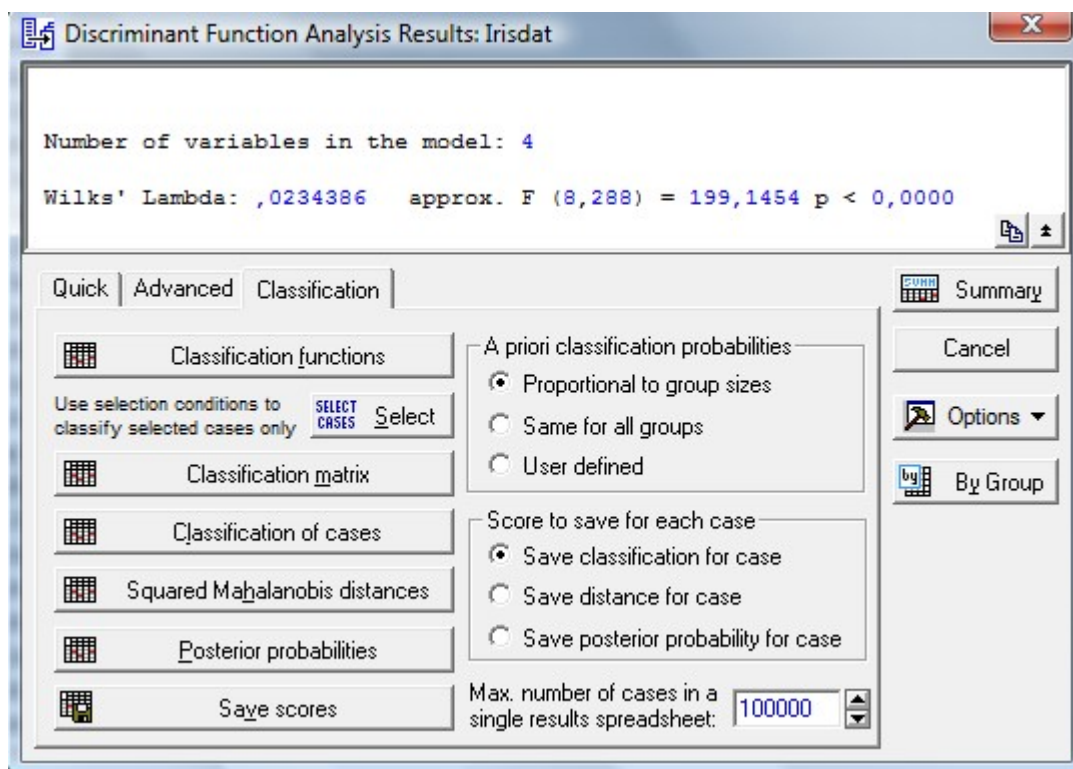 Discriminant Function Analysis Results: Irisdat
Number of variables in the model: 4
Wilks' Lambda: ,0234386 approx. F (8,288) = 199,1454 p < 0,0000
Quick Advanced Classification
Classification functions
Use selection conditions to
classify selected cases only
SELECT
CASES
Select
Classification matrix
Classification of cases
Squared Mahalanobis distances
Posterior probabilities
Save scores
A priori classification probabilities
Proportional to group sizes
Same for all groups
User defined
Score to save for each case
Save classification for case
Save distance for case
Save posterior probability for case
Max. number of cases in a
single results spreadsheet:
100000
SUMM
Summary
Cancel
Options
by
By Group